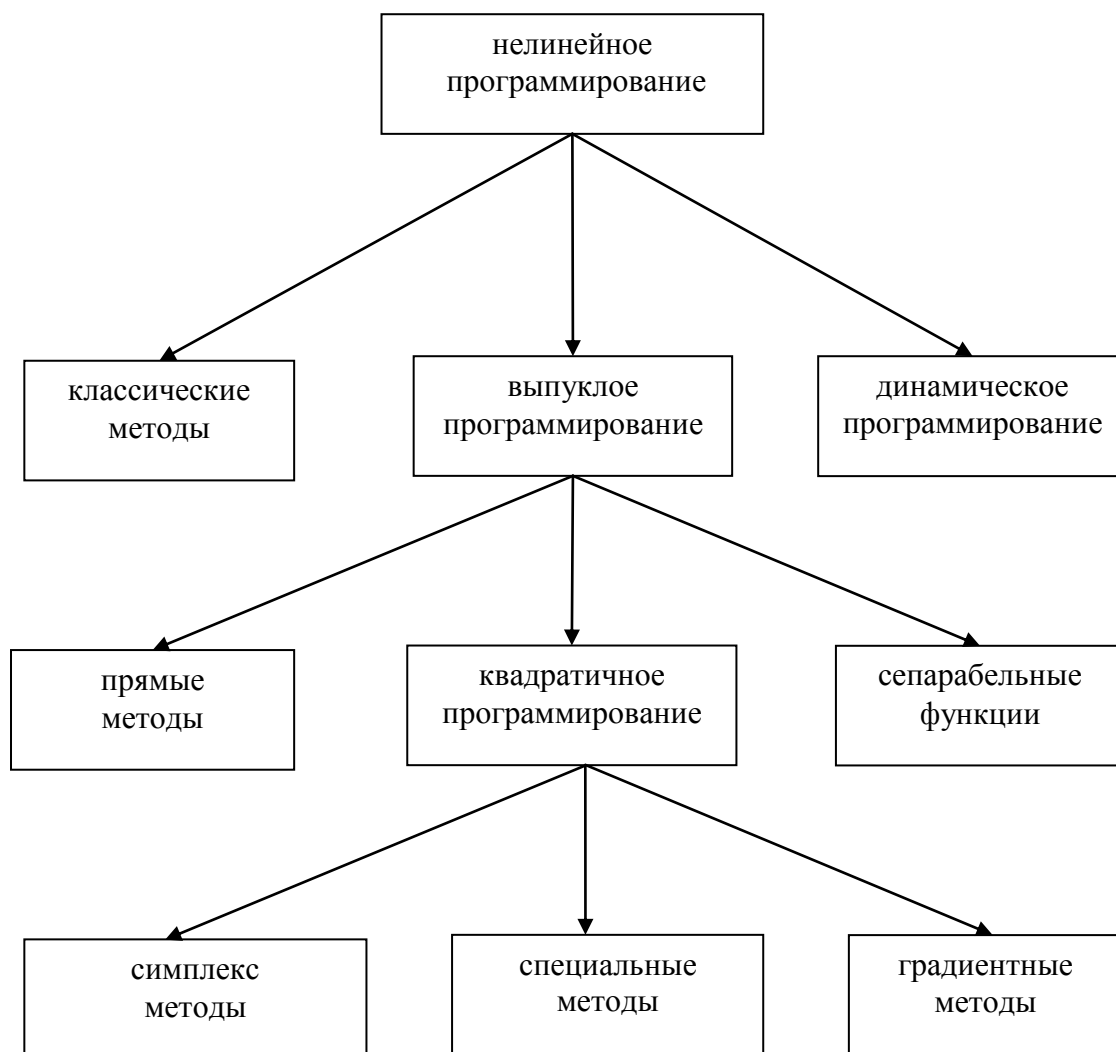 нелинейное
программирование
классические
методы
выпуклое
программирование
динамическое
программирование
прямые
методы
квадратичное
программирование
сепарабельные
функции
симплекс
методы
специальные
методы
градиентные
методы